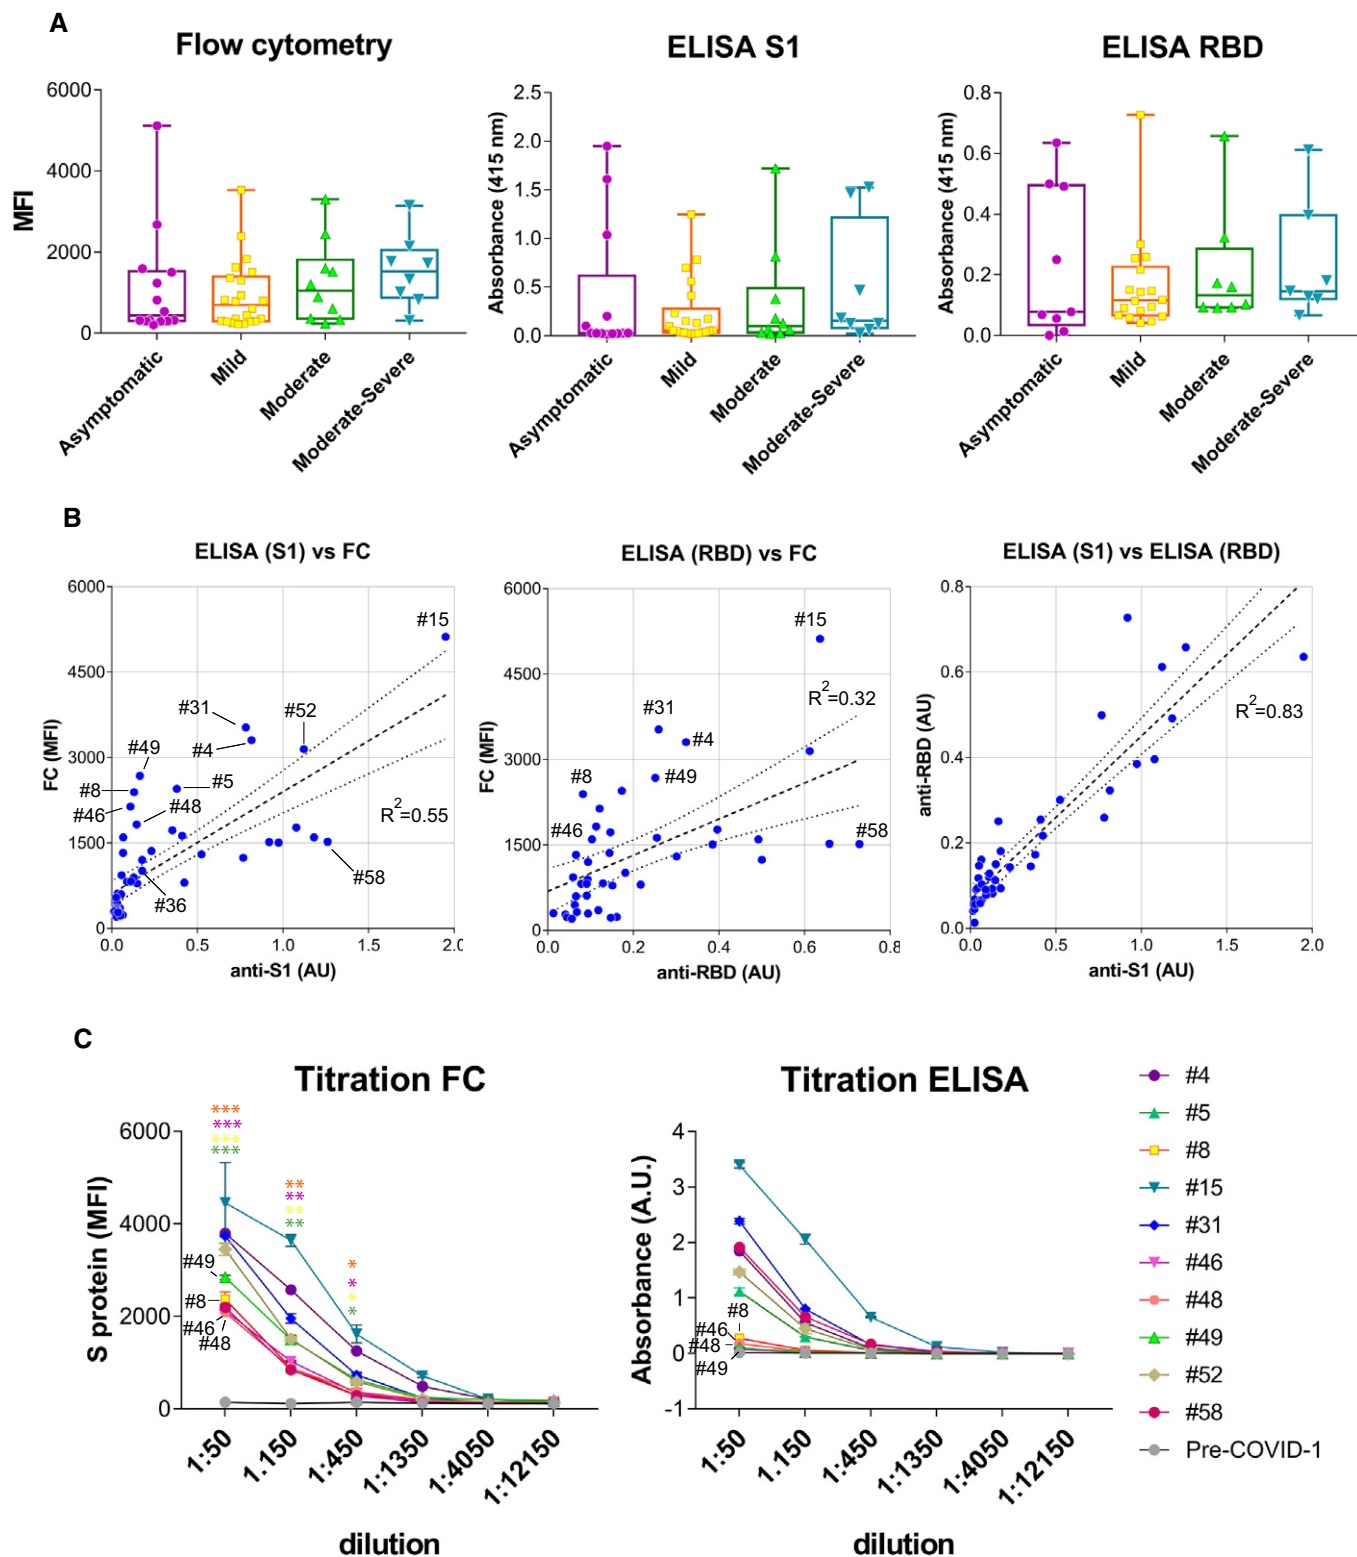 A
Flow cytometry
ELISA S1
ELISA RBD
MFI
6000
4000
2000
0
Asymptomatic
Mild
Moderate
Moderate-Severe
Absorbance (415 nm)
2.5
2.0
1.5
1.0
0.5
0.0
Asymptomatic
Mild
Moderate
Moderate-Severe
Absorbance (415 nm)
0.8
0.6
0.4
0.2
0.0
Asymptomatic
Mild
Moderate
Moderate-Severe
B
ELISA (S1) vs FC
FC (MFI)
6000
4500
3000
1500
0
#15
#31
#52
#4
#49
#8
#5
#46
#48
R2=0.55
#58
#36
0.0 0.5 1.0 1.5 2.0
anti-S1 (AU)
ELISA (RBD) vs FC
FC (MFI)
6000
4500
3000
1500
0
#15
R2=0.32
#31
#4
#8
#49
#46
#58
0.0 0.2 0.4 0.6 0.8
anti-RBD (AU)
ELISA (S1) vs ELISA (RBD)
anti-RBD (AU)
0.8
0.6
0.4
0.2
0.0
R2=0.83
0.0 0.5 1.0 1.5 2.0
anti-S1 (AU)
C
Titration FC
S protein (MFI)
6000
4000
2000
0
***
***
***
***
**
**
**
**
*
*
*
*
#49
#8
#46
#48
1:50
1.150
1:450
1:1350
1:4050
1:12150
dilution
Titration ELISA
Absorbance (A.U.)
4
3
2
1
0
-1
#8
#46
#48
#49
1:50
1.150
1:450
1:1350
1:4050
1:12150
dilution
#4
#5
#8
#15
#31
#46
#48
#49
#52
#58
Pre-COVID-1